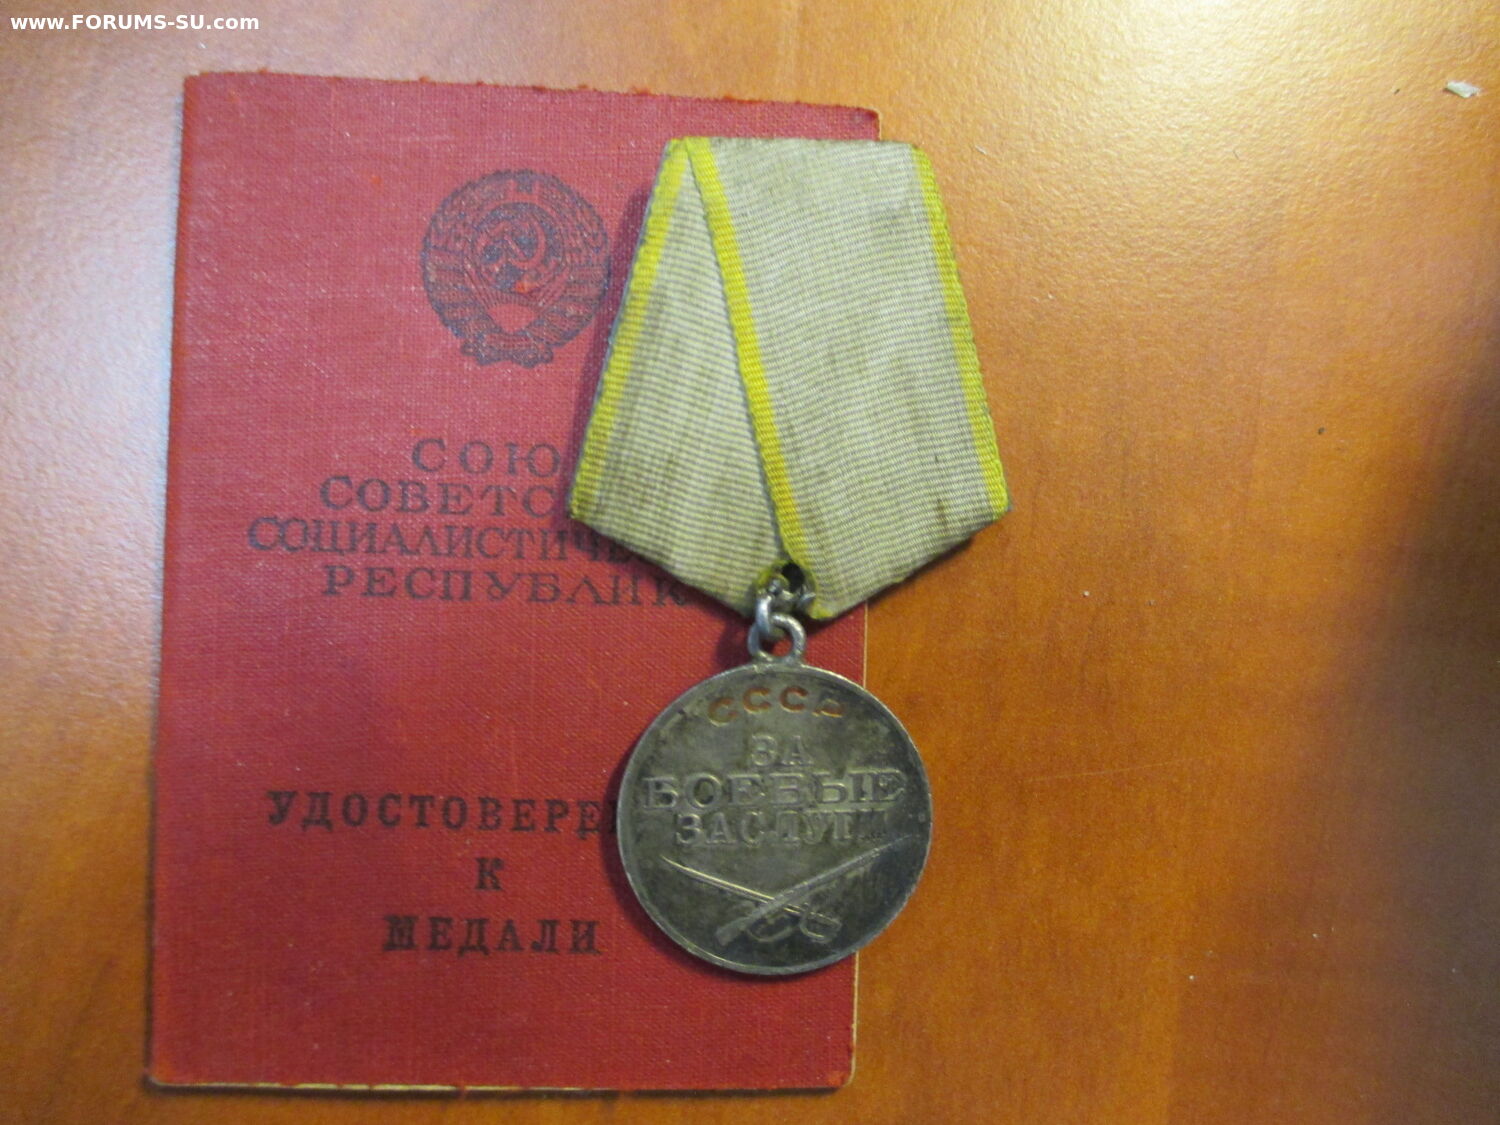 www.FORUMS-SU.com
СОЮ
СОВЕТС
СОЦИАЛИСТИЧЕ
РЕСПУБЛИК
УДОСТОВЕРЕ
К
МЕДАЛИ
СССР
ЗА
БОЕВЫЕ
ЗАСЛУГИ